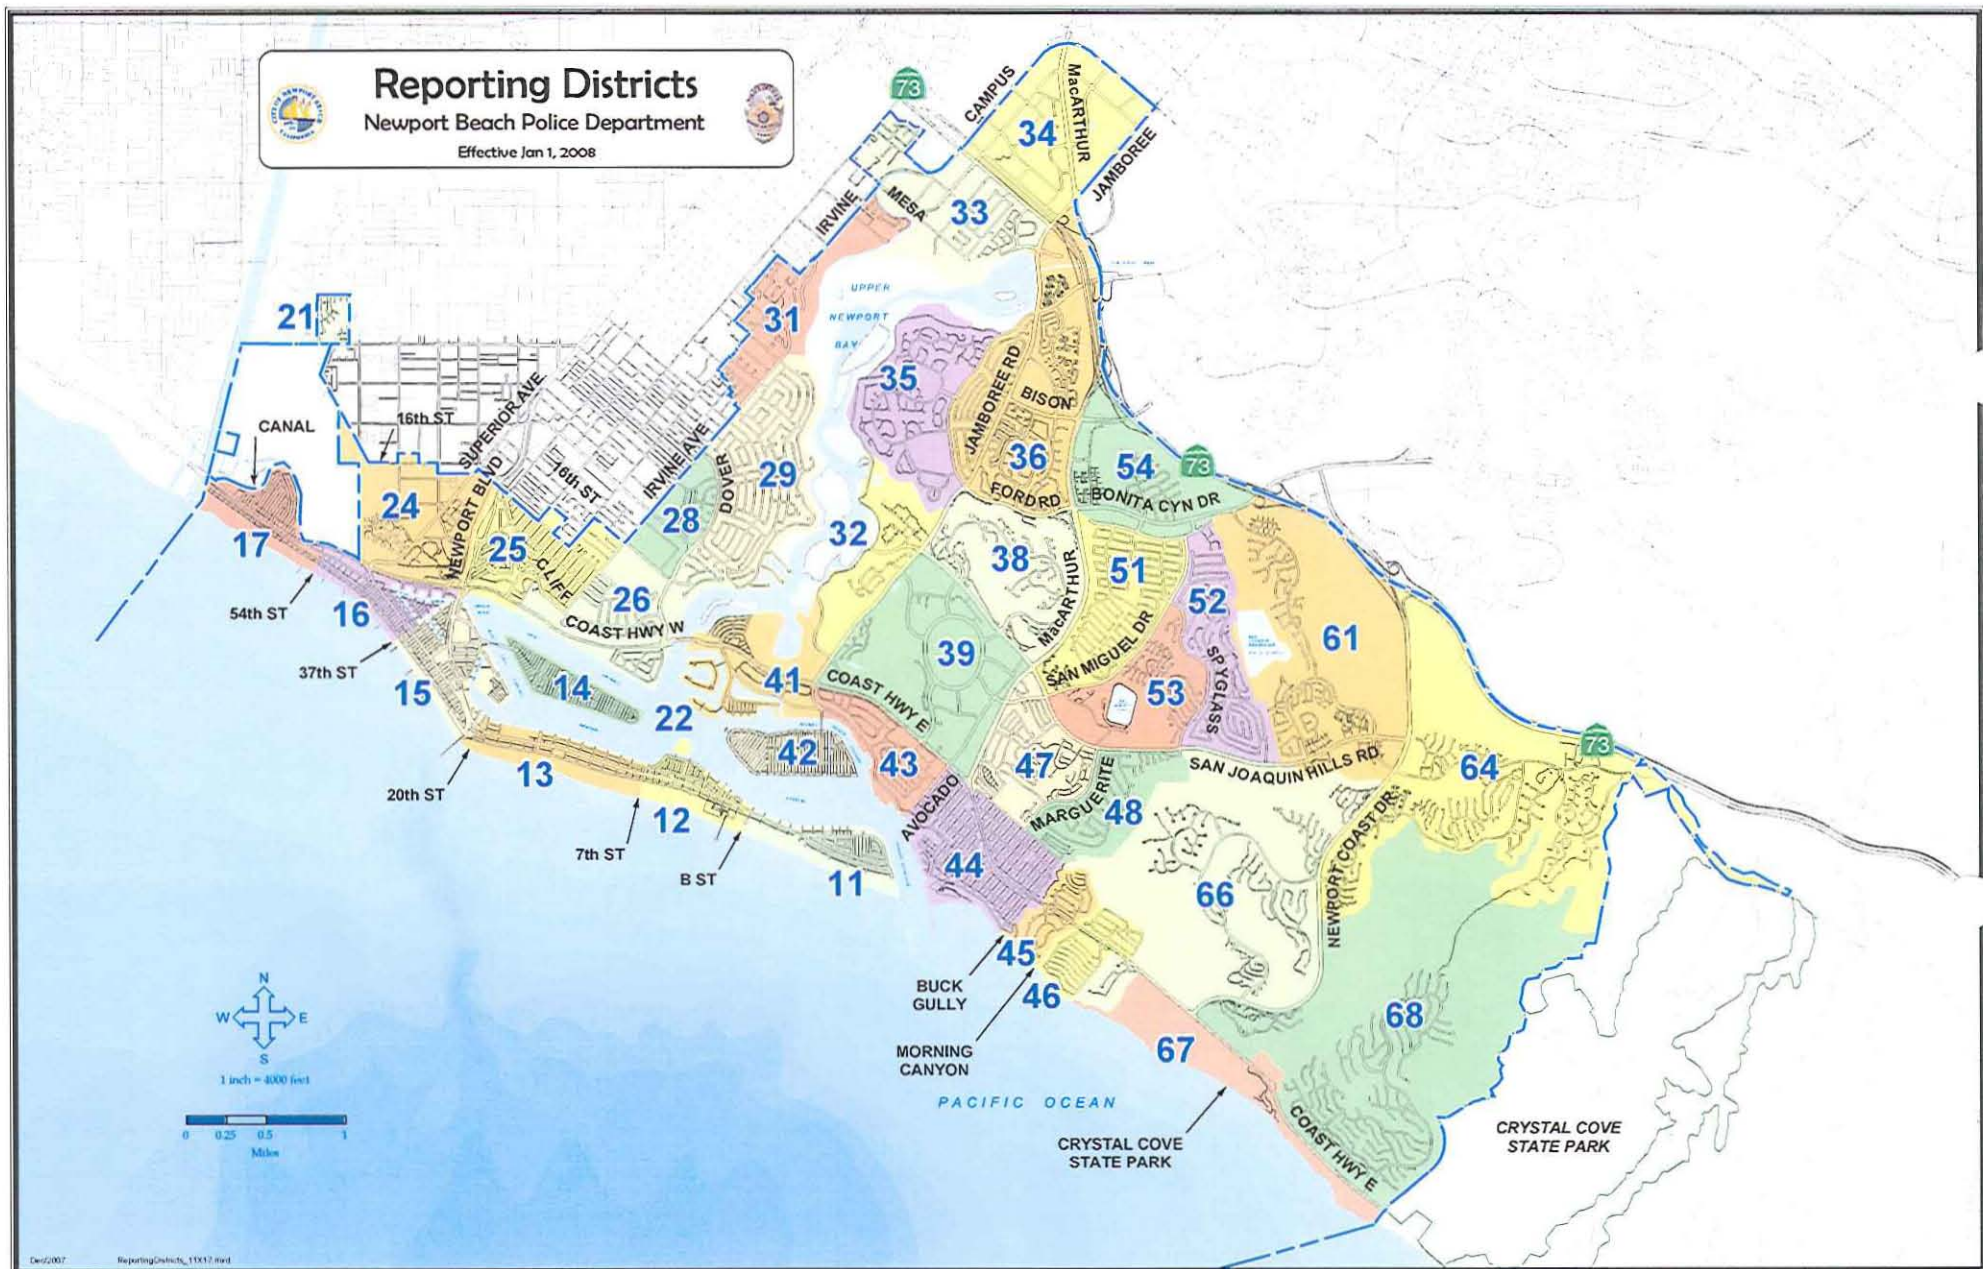 Reporting Districts
Newport Beach Police Department
Effective Jan 1, 2008
73
CAMPUS
MacARTHUR
34
JAMBOREE
IRVINE
MESA
33
21
31
UPPER
NEWPORT
BAY
35
JAMBOREE RD
BISON
CANAL
16th ST
SUPERIOR AVE
NEWPORT BLVD
16th ST
IRVINE AVE
DOVER
29
36
FORD RD
54
73
BONITA CYN DR
24
17
25
CLIFF
28
32
38
MacARTHUR
51
52
61
54th ST
16
26
COAST HWY W
39
SAN MIGUEL DR
SPYGLASS
37th ST
15
14
22
41
COAST HWY E
53
42
43
47
SAN JOAQUIN HILLS RD
64
73
20th ST
13
12
7th ST
B ST
11
AVOCADO
MARGUERITE
48
NEWPORT COAST DR
44
66
45
BUCK
GULLY
46
MORNING
CANYON
67
68
N
W
E
S
1 inch = 4000 feet
0 0.25 0.5 1
Miles
PACIFIC OCEAN
CRYSTAL COVE
STATE PARK
COAST HWY E
CRYSTAL COVE
STATE PARK
Dec/2007
ReportingDistricts_11X17.mxd